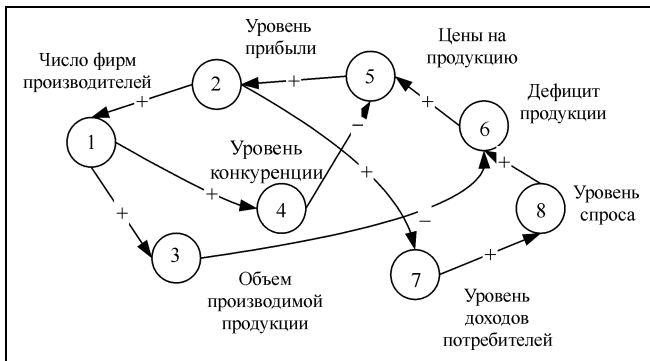 Уровень
прибыли
Цены на
продукцию
Число фирм
производителей
Дефицит
продукции
2
+
5
+
+
6
1
Уровень
конкуренции
–
+
+
+
4
8
Уровень
спроса
+
–
3
7
+
Объем
производимой
продукции
Уровень
доходов
потребителей